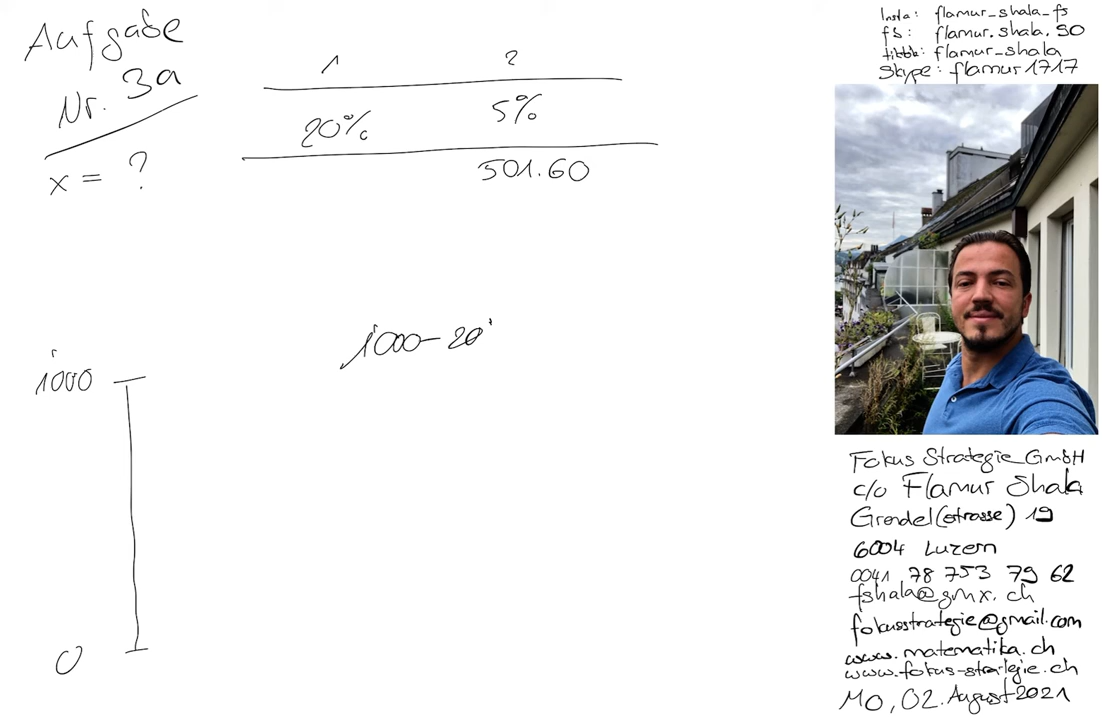 Aufgabe
Nr. 3a
x = ?
1 2
20% 5%
501.60
1000
1000-20
0
Insta: flamur_shala_fs
fb: flamur.shala.90
tiktok: flamur_shala
Skype: flamur1717
Fokus Strategie GmbH
c/o Flamur Shala
Grendel(strasse) 19
6004 Luzern
0041 78 753 79 62
fshala@gmx.ch
fokusstrategie@gmail.com
www.matematika.ch
www.fokus-strategie.ch
MO, 02. August 2021